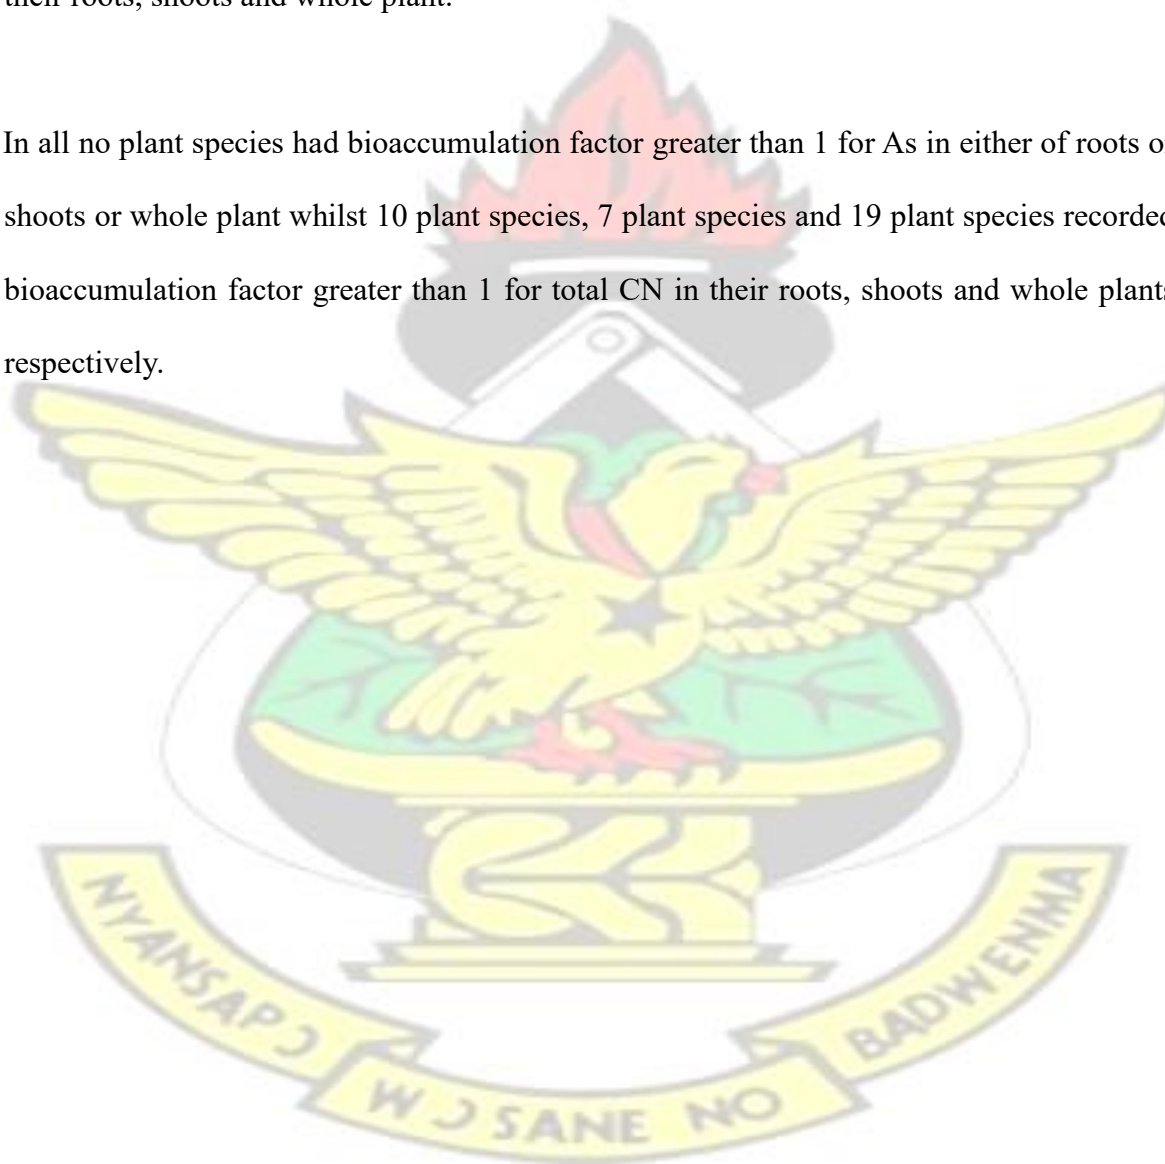 their roots, shoots and whole plant.
In all no plant species had bioaccumulation factor greater than 1 for As in either of roots or
shoots or whole plant whilst 10 plant species, 7 plant species and 19 plant species recorded
bioaccumulation factor greater than 1 for total CN in their roots, shoots and whole plants
respectively.
NYANSAPƆ
WƆSANE NO
BADWENMA